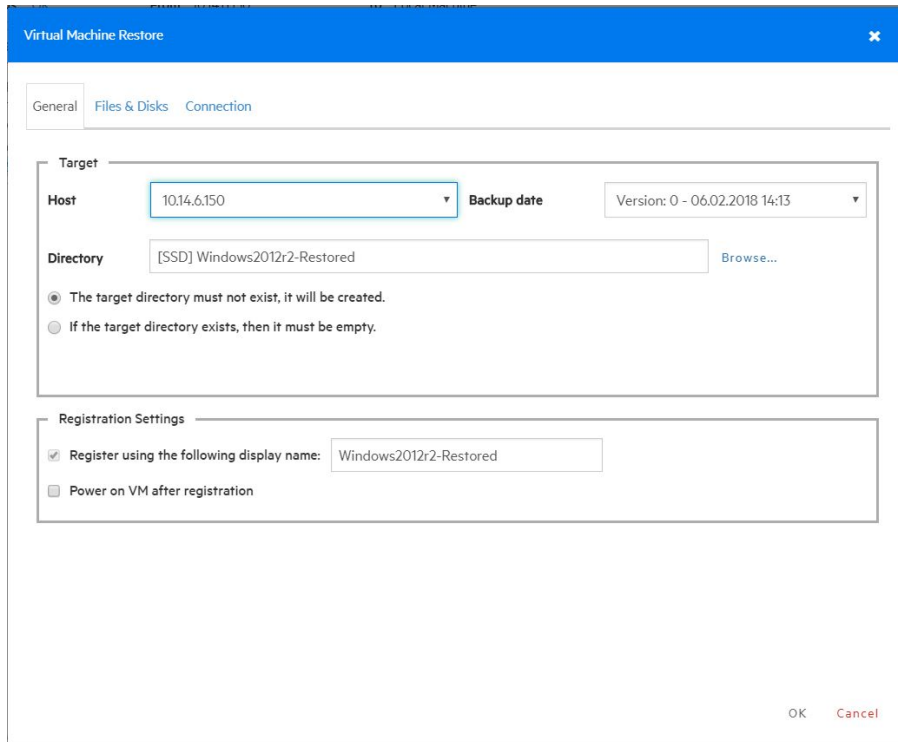 Virtual Machine Restore
General Files & Disks Connection
Target
Host 10.14.6.150 Backup date Version: 0 - 06.02.2018 14:13
Directory [SSD] Windows2012r2-Restored Browse...
The target directory must not exist, it will be created.
If the target directory exists, then it must be empty.
Registration Settings
Register using the following display name: Windows2012r2-Restored
Power on VM after registration
OK Cancel